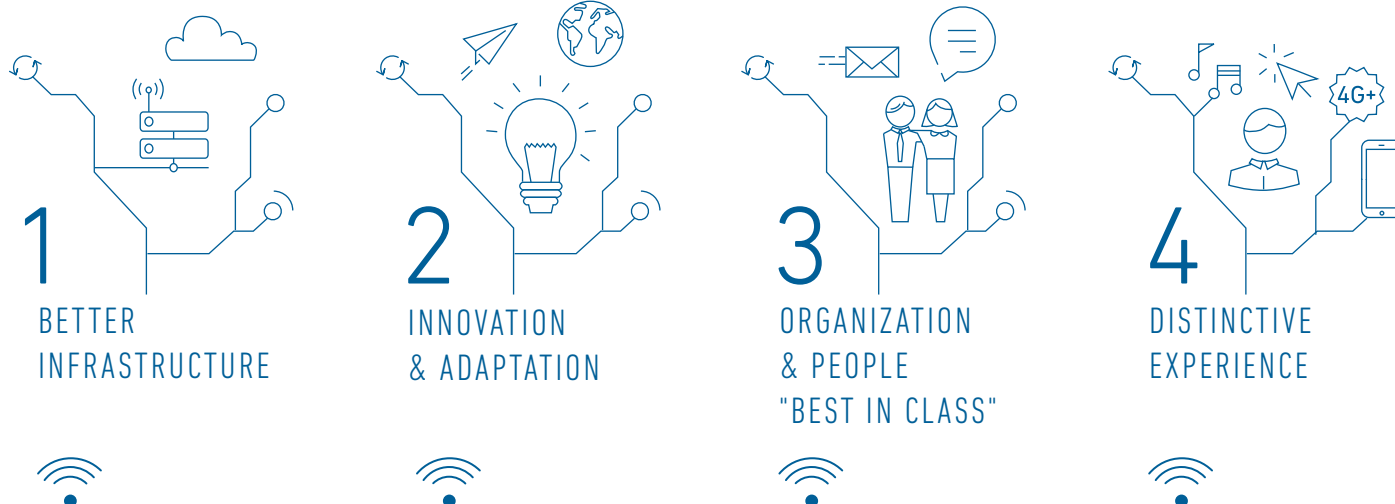 4G+
1
BETTER
INFRASTRUCTURE
2
INNOVATION
& ADAPTATION
3
ORGANIZATION
& PEOPLE
"BEST IN CLASS"
4
DISTINCTIVE
EXPERIENCE